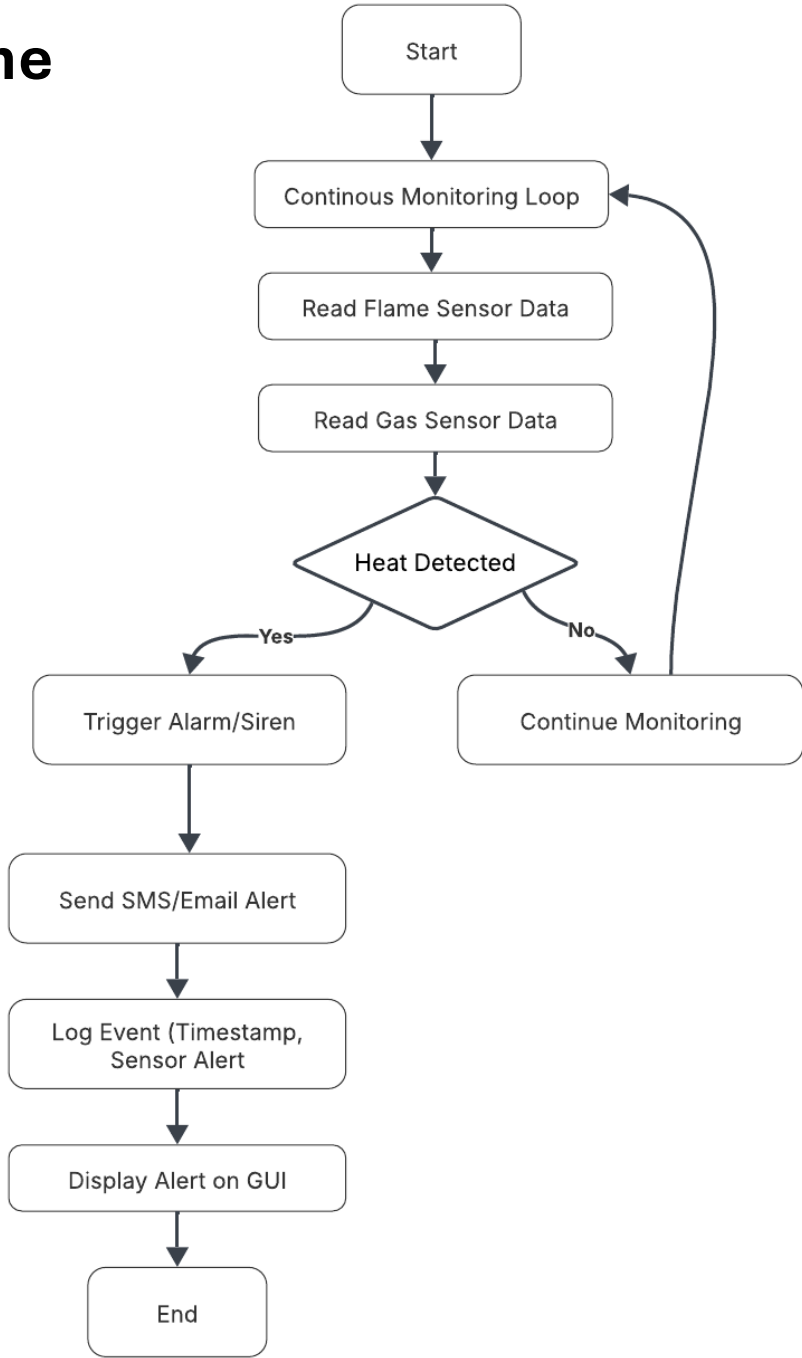 ne
Start
Continous Monitoring Loop
Read Flame Sensor Data
Read Gas Sensor Data
Heat Detected
Yes
No
Trigger Alarm/Siren
Continue Monitoring
Send SMS/Email Alert
Log Event (Timestamp,
Sensor Alert
Display Alert on GUI
End